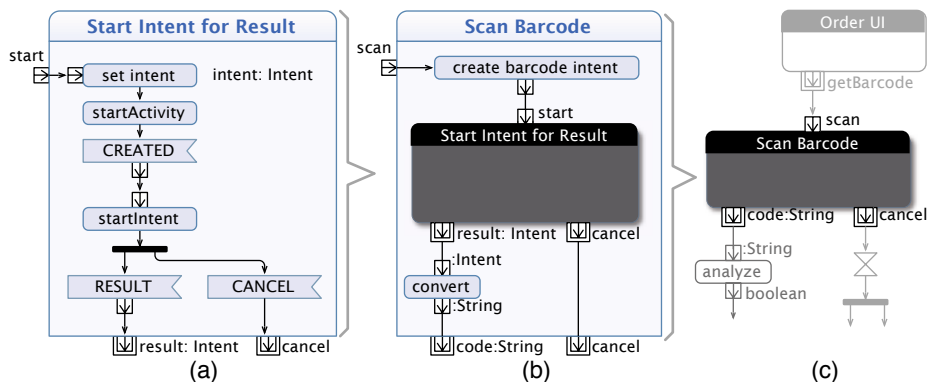 Start Intent for Result
start
set intent
intent: Intent
startActivity
CREATED
startIntent
RESULT
CANCEL
result: Intent
cancel
(a)
Scan Barcode
scan
create barcode intent
start
Start Intent for Result
result: Intent
cancel
:Intent
convert
:String
code:String
cancel
(b)
Order UI
getBarcode
scan
Scan Barcode
code:String
cancel
:String
analyze
boolean
(c)